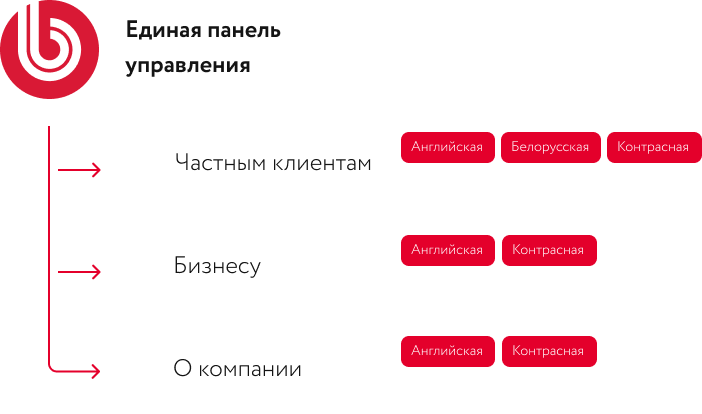 Единая панель
управления
Частным клиентам
Английская Белорусская Контрасная
Бизнесу
Английская Контрасная
О компании
Английская Контрасная